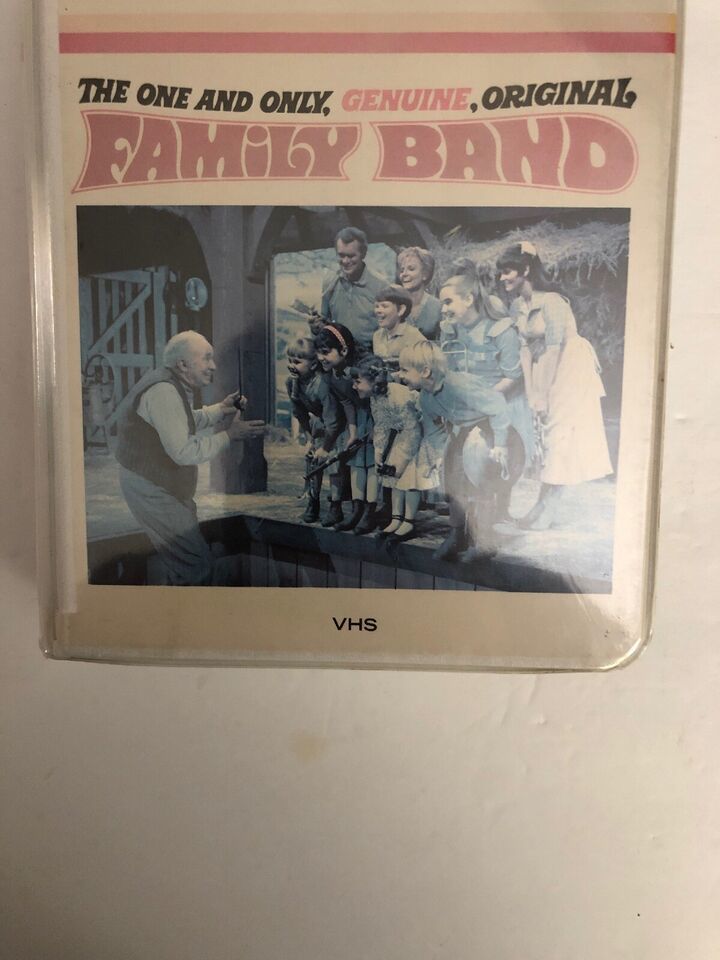 THE ONE AND ONLY, GENUINE, ORIGINAL
FAMiLY BAND
VHS